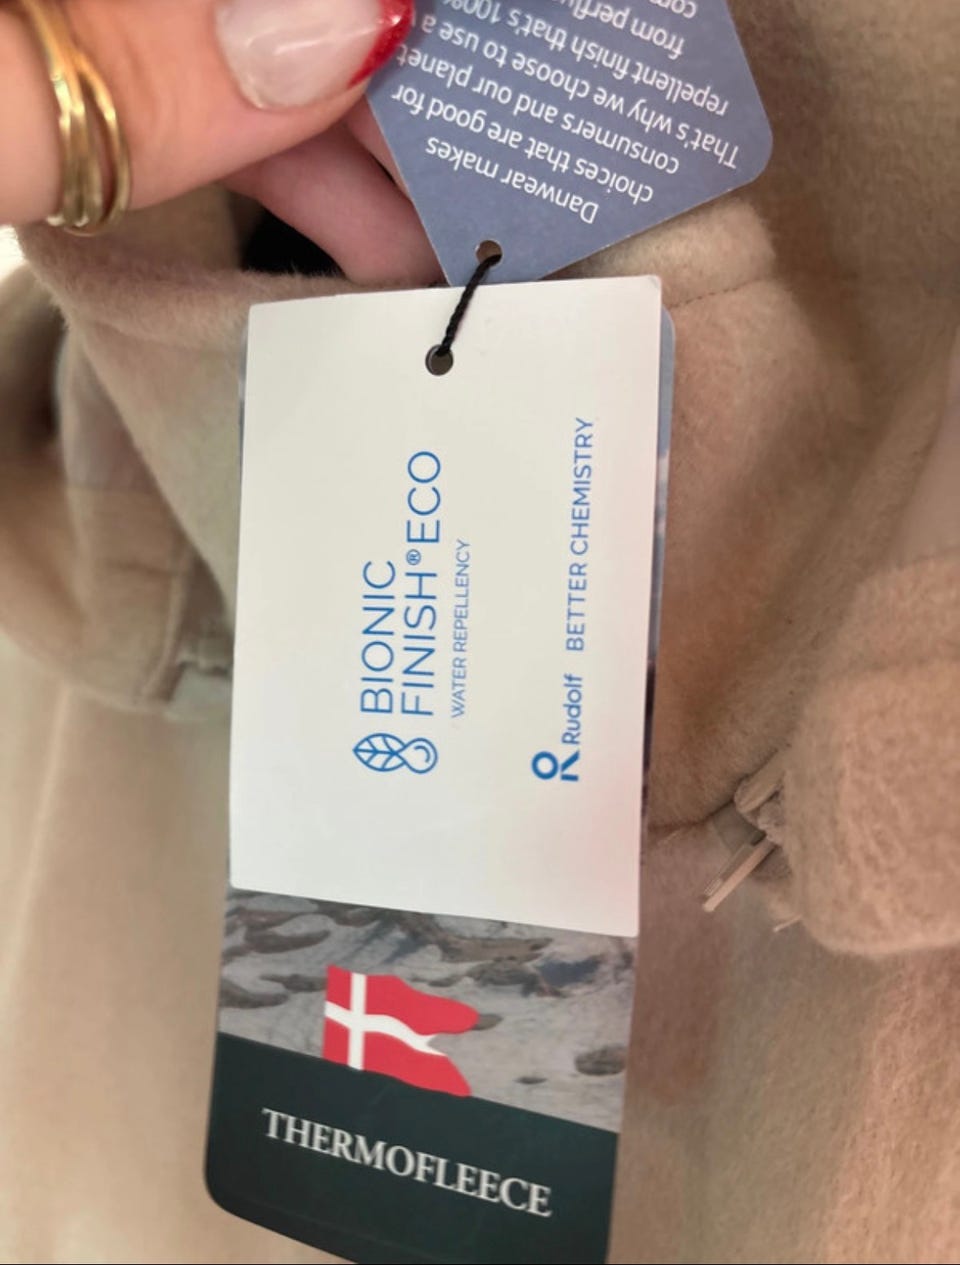 Danwear makes
choices that are good for
consumers and our planet
That's why we choose to use a
repellent finish that's 100%
from
BIONIC
FINISH®ECO
WATER REPELLENCY
Rudolf BETTER CHEMISTRY
THERMOFLEECE